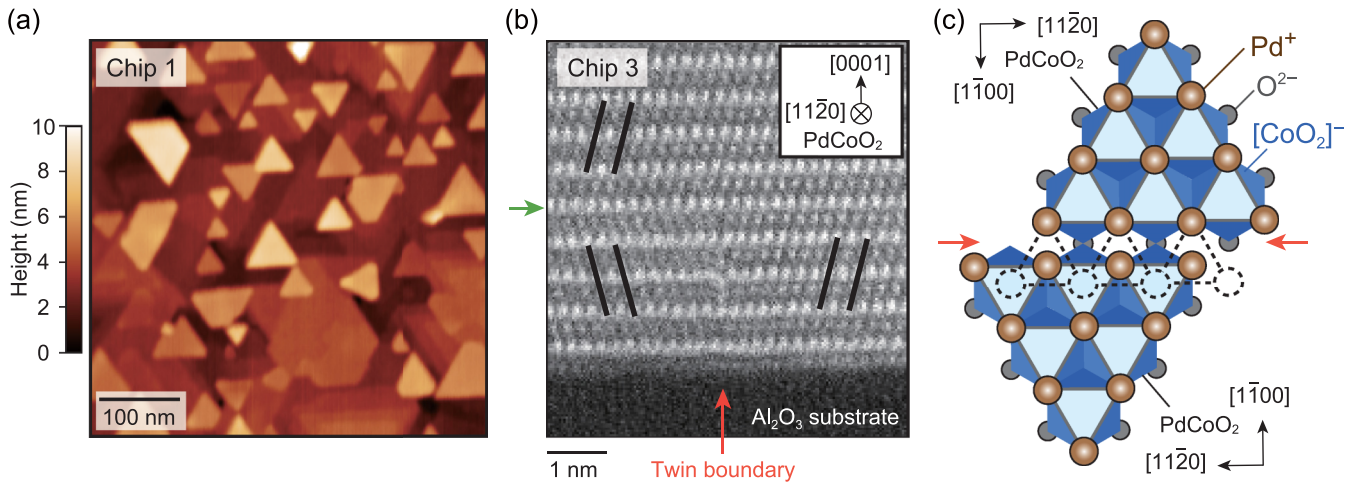 (a)
Chip 1
10
8
6
4
2
0
Height (nm)
100 nm
(b)
Chip 3
[0001]
[112̄0]
PdCoO₂
Al₂O₃ substrate
1 nm
Twin boundary
(c)
[112̄0]
PdCoO₂
[11̄00]
Pd⁺
O²⁻
[CoO₂]⁻
[11̄00]
PdCoO₂
[112̄0]